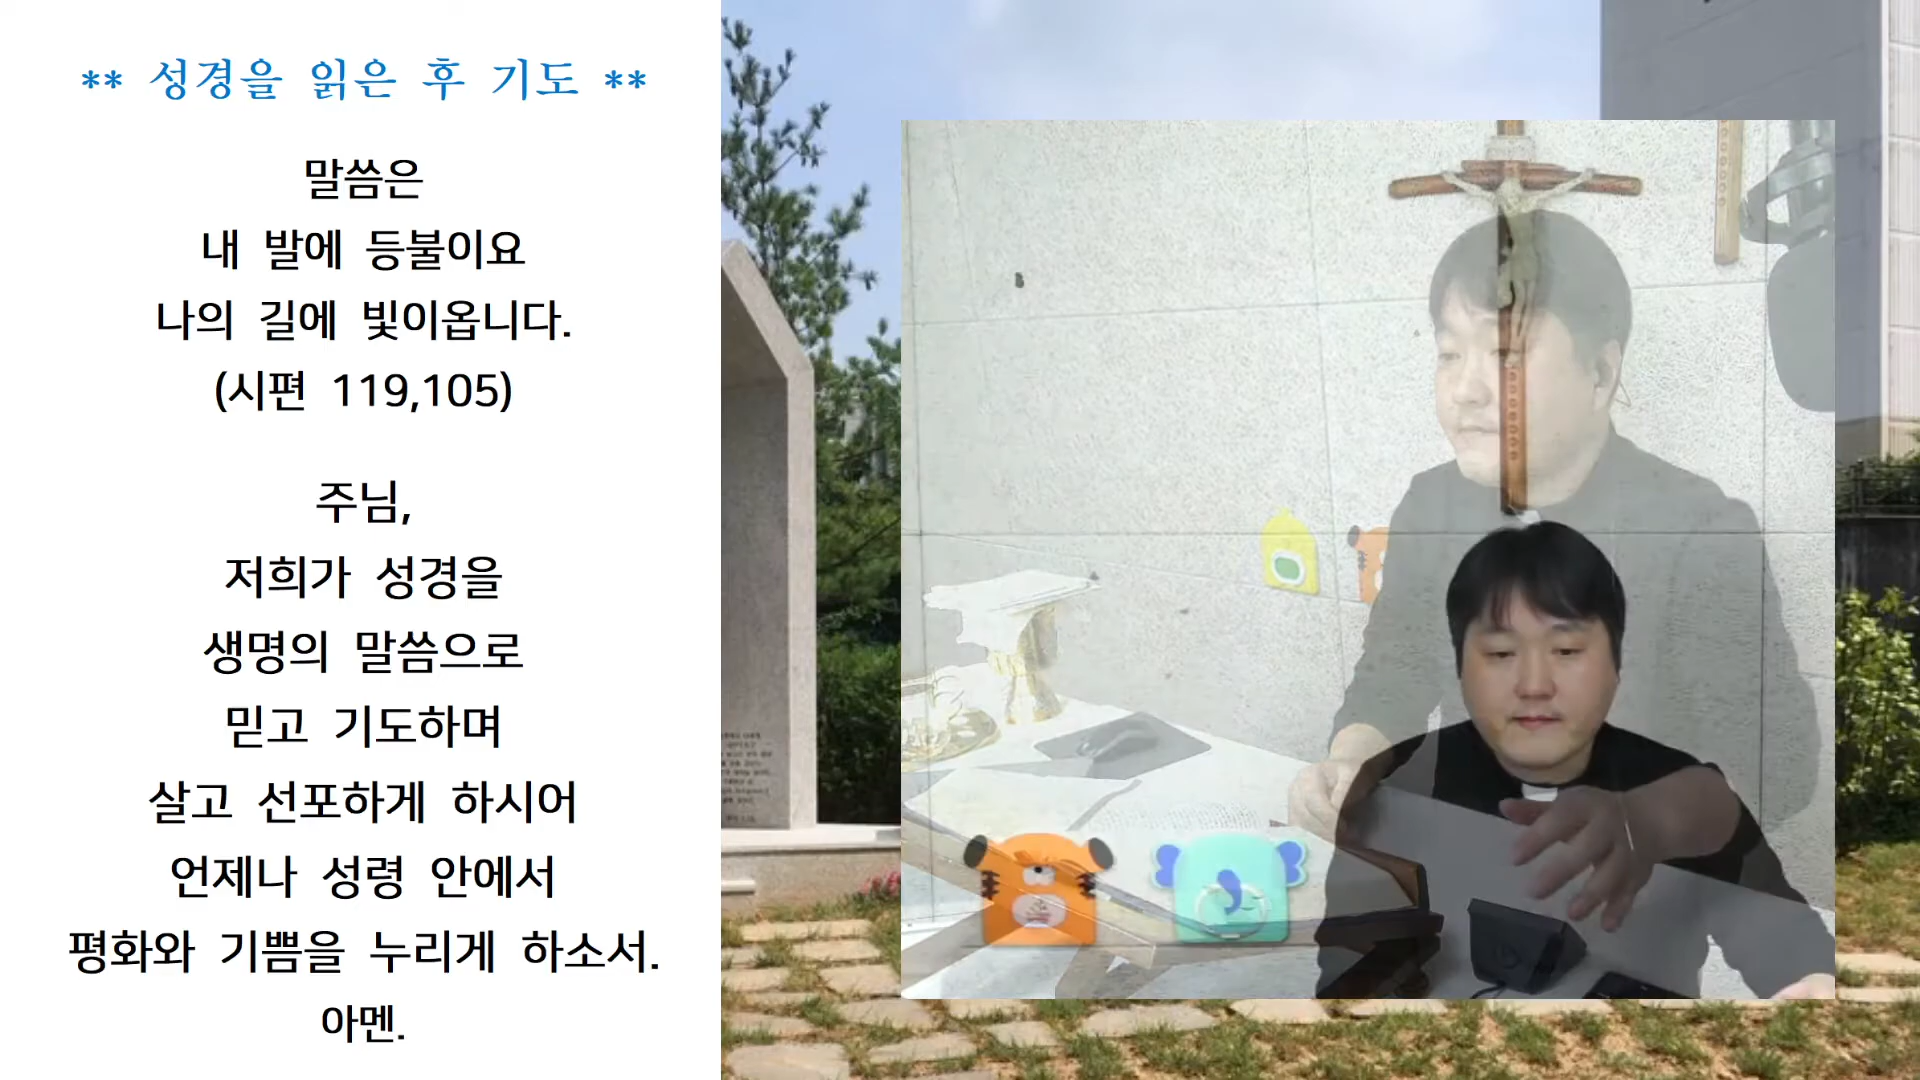 ** 성경을 읽은 후 기도 **
말씀은
내 발에 등불이요
나의 길에 빛이옵니다.
(시편 119,105)
주님,
저희가 성경을
생명의 말씀으로
믿고 기도하며
살고 선포하게 하시어
언제나 성령 안에서
평화와 기쁨을 누리게 하소서.
아멘.